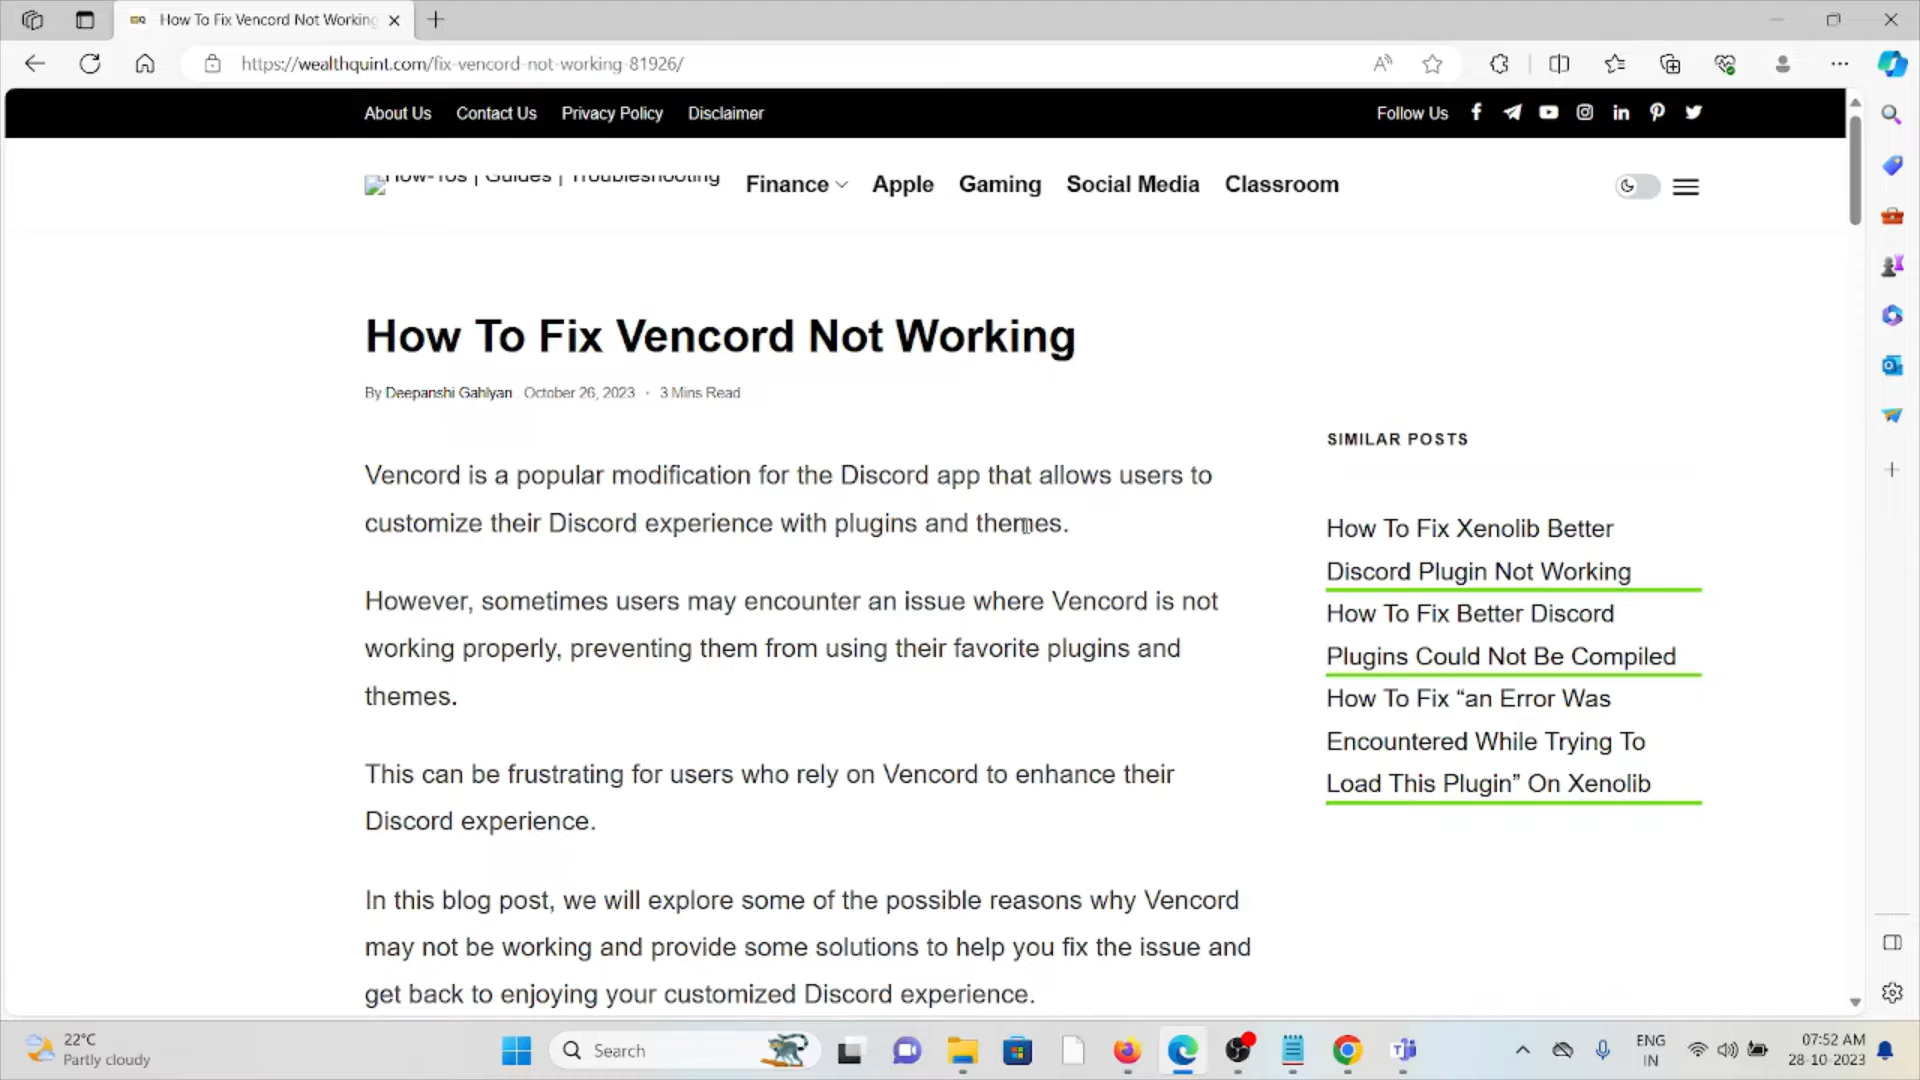 How To Fix Vencord Not Working
https://wealthquint.com/fix-vencord-not-working-81926/
About Us Contact Us Privacy Policy Disclaimer
Follow Us
How-Tos | Guides | Troubleshooting
Finance Apple Gaming Social Media Classroom
How To Fix Vencord Not Working
By Deepanshi Gahlyan . October 26, 2023 · 3 Mins Read
Vencord is a popular modification for the Discord app that allows users to
customize their Discord experience with plugins and themes.
However, sometimes users may encounter an issue where Vencord is not
working properly, preventing them from using their favorite plugins and
themes.
This can be frustrating for users who rely on Vencord to enhance their
Discord experience.
In this blog post, we will explore some of the possible reasons why Vencord
may not be working and provide some solutions to help you fix the issue and
get back to enjoying your customized Discord experience.
SIMILAR POSTS
How To Fix Xenolib Better
Discord Plugin Not Working
How To Fix Better Discord
Plugins Could Not Be Compiled
How To Fix “an Error Was
Encountered While Trying To
Load This Plugin” On Xenolib
22°C
Partly cloudy
Search
ENG
IN
07:52 AM
28-10-2023